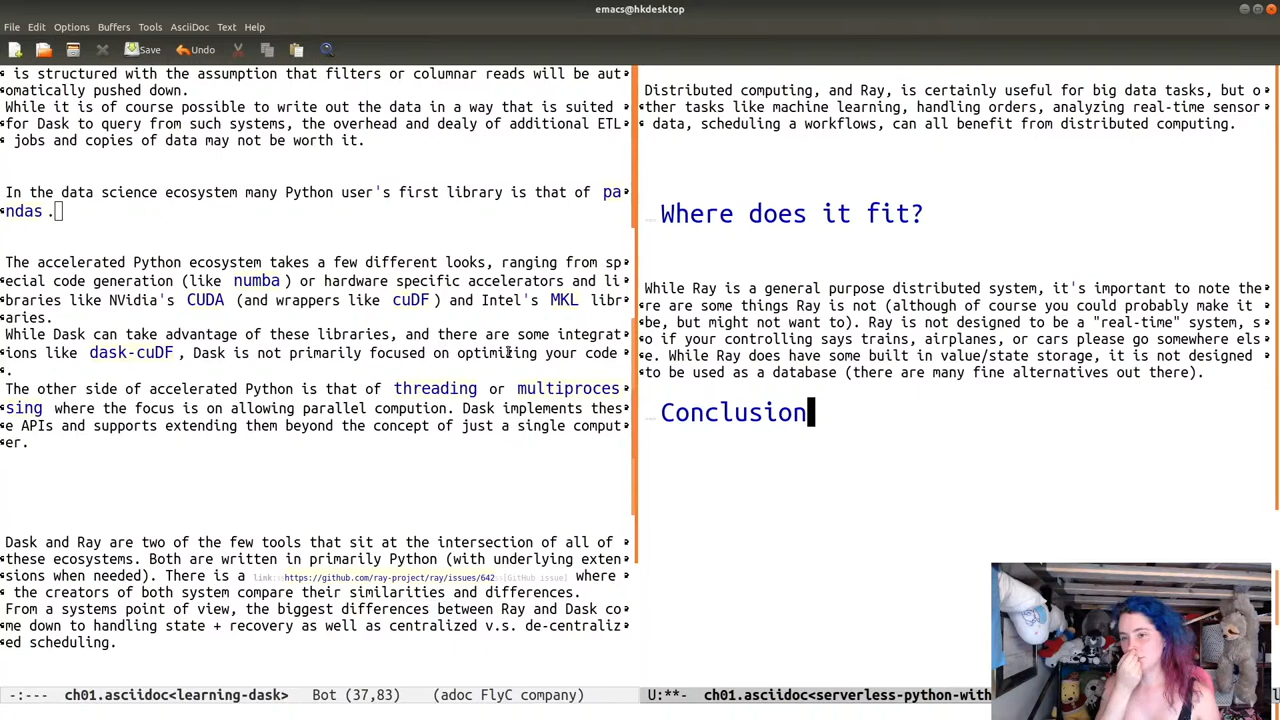 emacs@hkdesktop
File Edit Options Buffers Tools AsciiDoc Text Help
Save Undo
is structured with the assumption that filters or columnar reads will be aut
omatically pushed down.
While it is of course possible to write out the data in a way that is suited
for Dask to query from such systems, the overhead and dealy of additional ETL
jobs and copies of data may not be worth it.
In the data science ecosystem many Python user's first library is that of pa
ndas.
The accelerated Python ecosystem takes a few different looks, ranging from sp
ecial code generation (like numba) or hardware specific accelerators and li
braries like NVidia's CUDA (and wrappers like cuDF) and Intel's MKL libr
aries.
While Dask can take advantage of these libraries, and there are some integrat
ions like dask-cuDF, Dask is not primarily focused on optimizing your code
.
The other side of accelerated Python is that of threading or multiproces
sing where the focus is on allowing parallel compution. Dask implements thes
e APIs and supports extending them beyond the concept of just a single comput
er.
Dask and Ray are two of the few tools that sit at the intersection of all of
these ecosystems. Both are written in primarily Python (with underlying exten
sions when needed). There is a link: https://github.com/ray-project/ray/issues/642 [GitHub issue] where
the creators of both system compare their similarities and differences.
From a systems point of view, the biggest differences between Ray and Dask co
me down to handling state + recovery as well as centralized v.s. de-centraliz
ed scheduling.
-:--- ch01.asciidoc<learning-dask> Bot (37,83) (adoc FlyC company)
Distributed computing, and Ray, is certainly useful for big data tasks, but o
ther tasks like machine learning, handling orders, analyzing real-time sensor
data, scheduling a workflows, can all benefit from distributed computing.
Where does it fit?
While Ray is a general purpose distributed system, it's important to note the
re are some things Ray is not (although of course you could probably make it
be, but might not want to). Ray is not designed to be a "real-time" system, s
o if your controlling says trains, airplanes, or cars please go somewhere els
e. While Ray does have some built in value/state storage, it is not designed
to be used as a database (there are many fine alternatives out there).
Conclusion
U:**- ch01.asciidoc<serverless-python-with